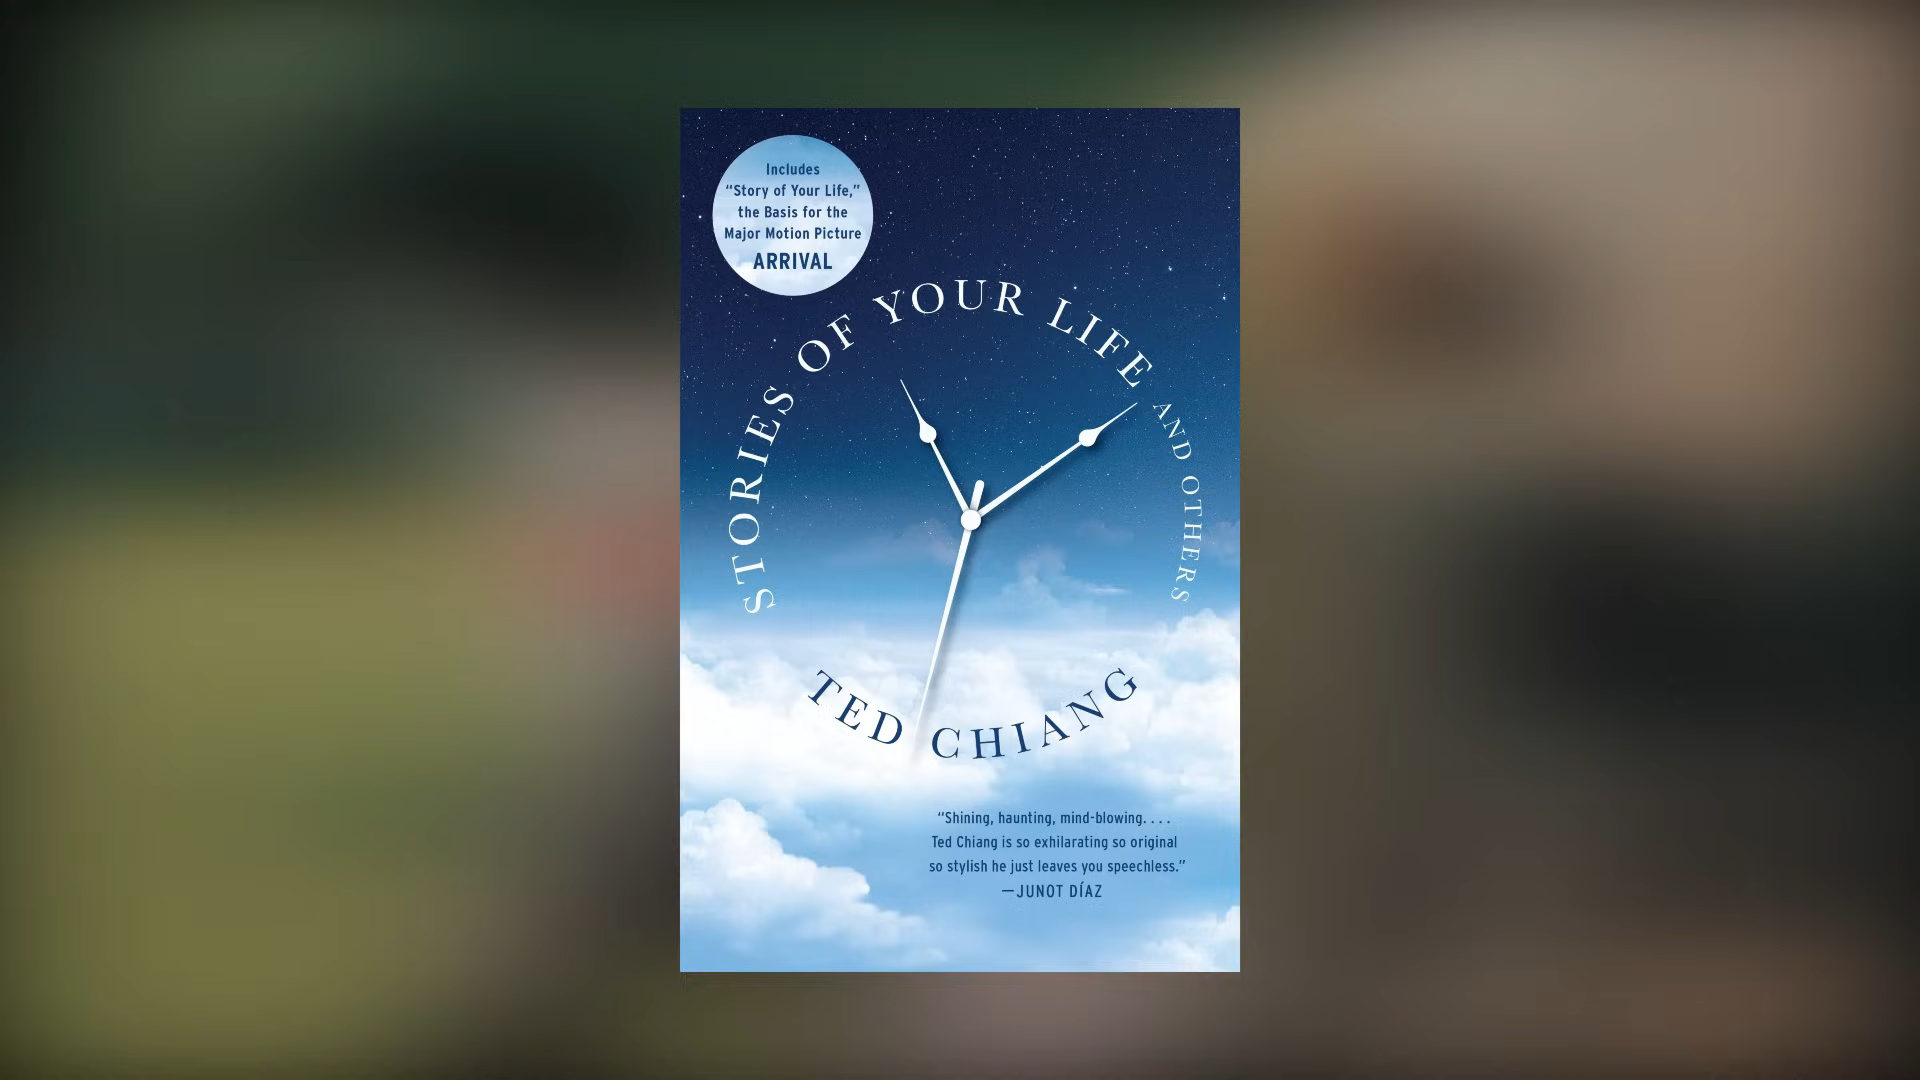 Includes
“Story of Your Life,”
the Basis for the
Major Motion Picture
ARRIVAL
STORIES OF YOUR LIFE
AND OTHERS
TED CHIANG
“Shining, haunting, mind-blowing. . . .
Ted Chiang is so exhilarating so original
so stylish he just leaves you speechless.”
—JUNOT DÍAZ